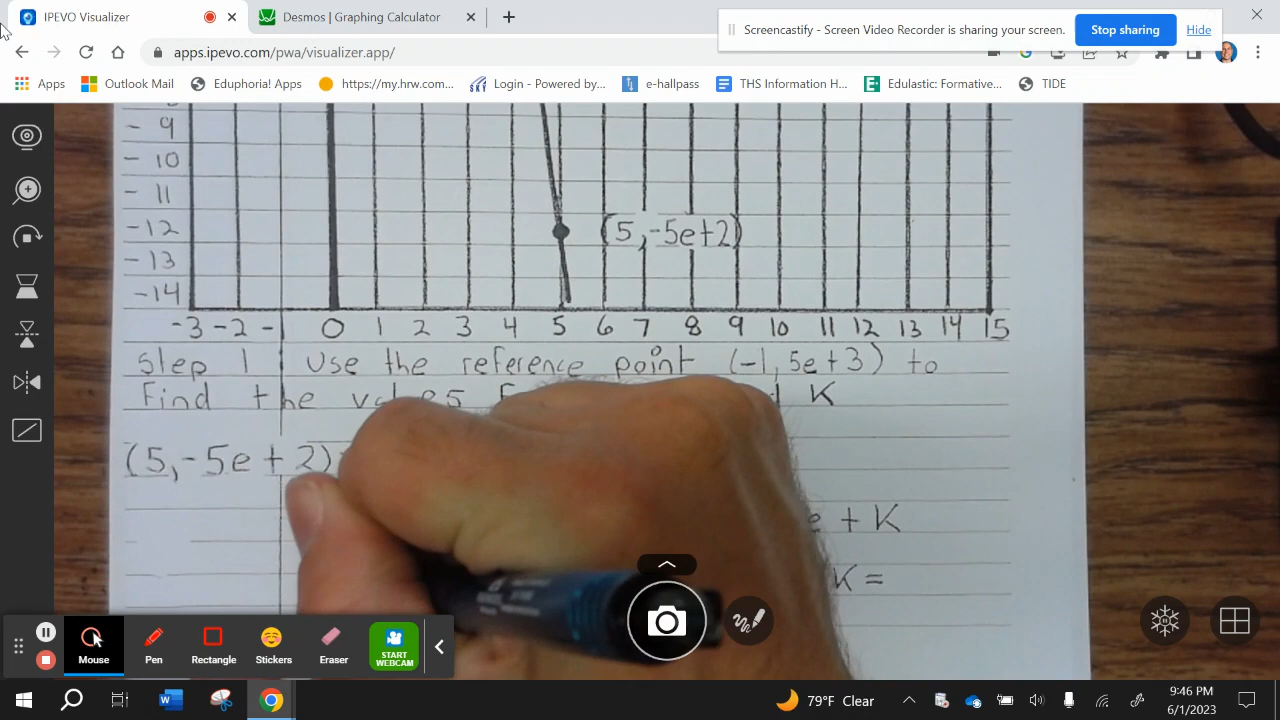 IPEVO Visualizer
Desmos | Graphing Calculator
Screencastify - Screen Video Recorder is sharing your screen.
Stop sharing
Hide
apps.ipevo.com/pwa/visualizer.app/
Apps
Outlook Mail
Eduphoria! App
https://my.hrw.com...
Login - Powered by...
e-hallpass
THS Information H...
Edulastic: Formative...
TIDE
- 9
- 10
- 11
- 12
(5,-5e+2)
- 13
-14
-3 -2 -1 0 1 2 3 4 5 6 7 8 9 10 11 12 13 14 15
Step 1 Use the reference point (-1, 5e+3) to
Find the values K
(5,-5e+2)
e + K
K =
Mouse
Pen
Rectangle
Stickers
Eraser
START WEBCAM
79°F Clear
9:46 PM
6/1/2023